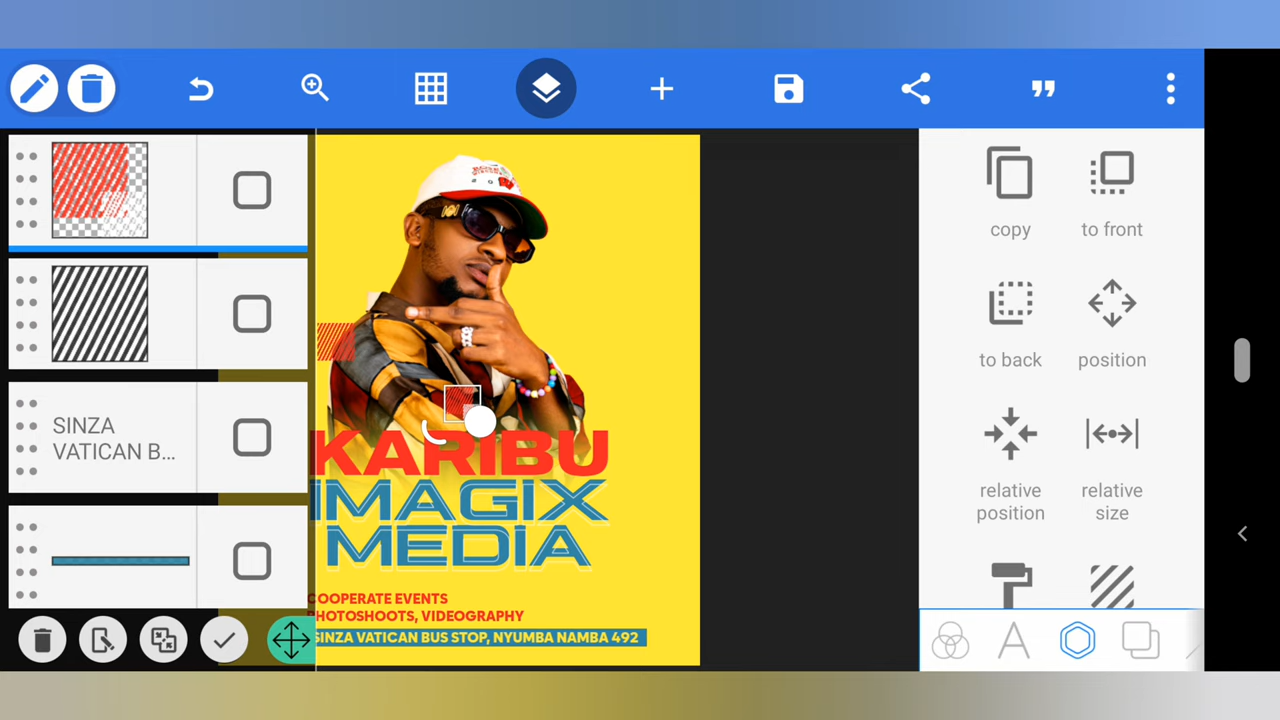 SINZA
VATICAN B...
KARIBU
IMAGIX
MEDIA
COOPERATE EVENTS
PHOTOSHOOTS, VIDEOGRAPHY
SINZA VATICAN BUS STOP, NYUMBA NAMBA 492
copy
to front
to back
position
relative
position
relative
size